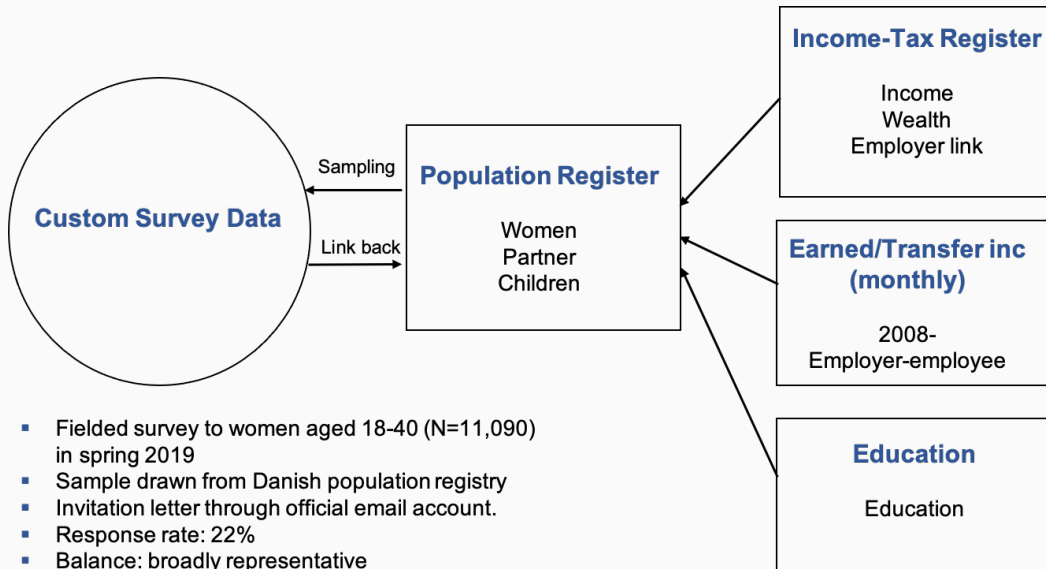 Income-Tax Register
Income
Wealth
Employer link
Sampling
Population Register
Custom Survey Data
Women
Link back
Partner
Children
Earned/Transfer inc
(monthly)
2008-
Employer-employee
▪ Fielded survey to women aged 18-40 (N=11,090)
in spring 2019
▪ Sample drawn from Danish population registry
▪ Invitation letter through official email account.
▪ Response rate: 22%
▪ Balance: broadly representative
Education
Education